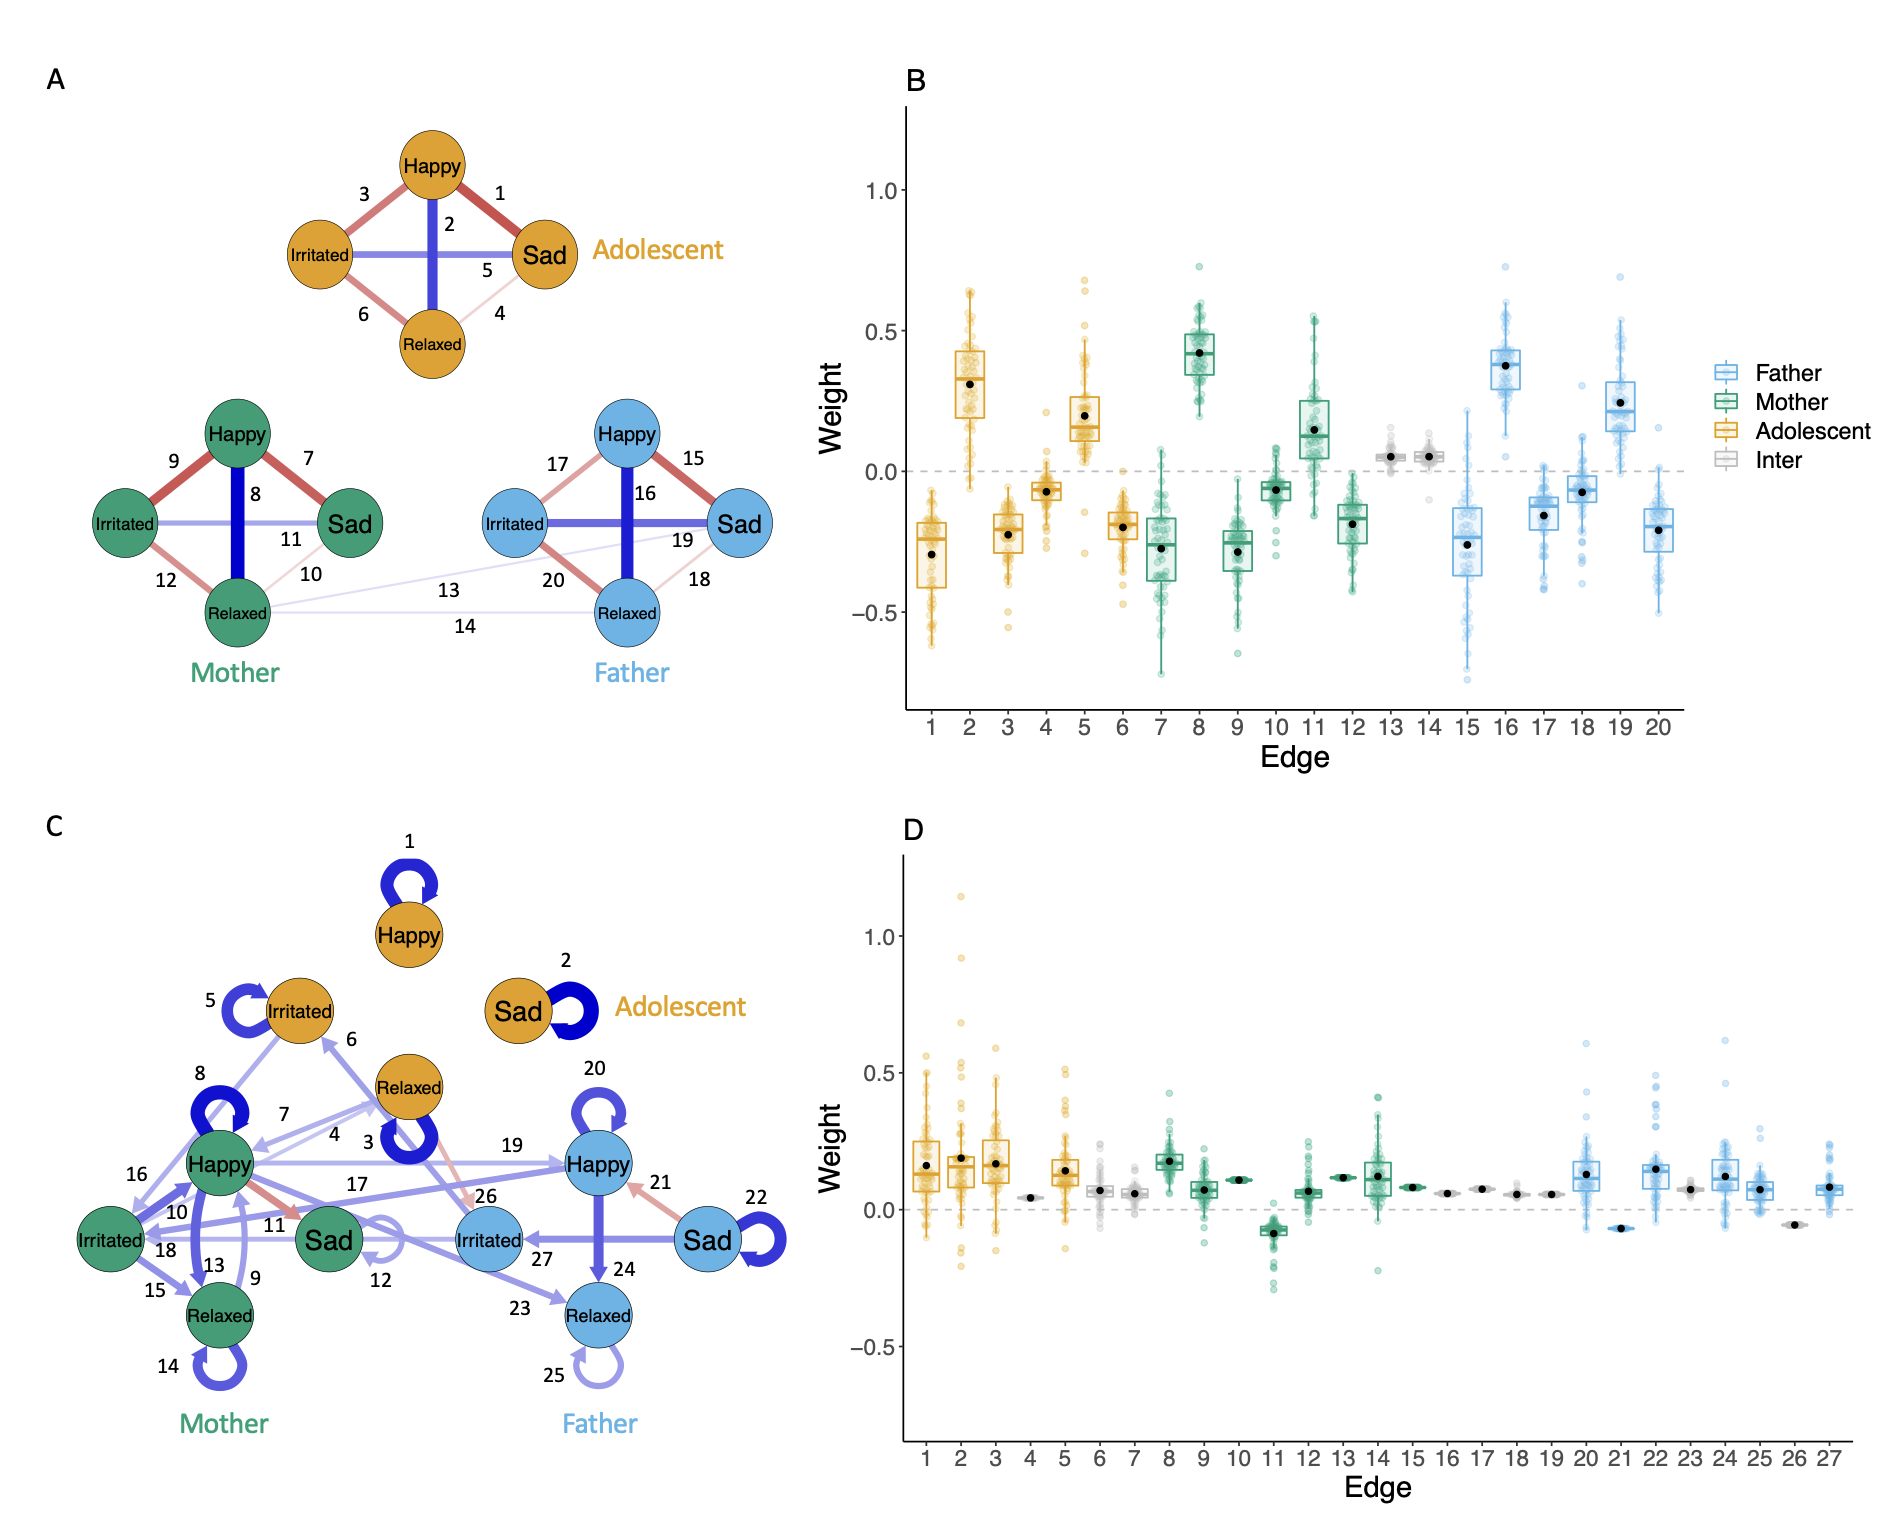 A
Happy
3
1
2
Irritated
Sad
Adolescent
5
6
4
Relaxed
Happy
9
7
8
Irritated
Sad
11
12
10
Relaxed
Mother
13
14
Happy
17
15
16
Irritated
Sad
19
20
18
Relaxed
Father
B
Weight
1.0
0.5
0.0
−0.5
1 2 3 4 5 6 7 8 9 10 11 12 13 14 15 16 17 18 19 20
Edge
Father
Mother
Adolescent
Inter
C
1
Happy
2
5
Irritated
Sad
Adolescent
6
8
Relaxed
20
7
4
3
19
Happy
Happy
16
17
21
22
10
26
11
Irritated
18
Sad
Irritated
Sad
27
13
9
12
24
15
23
Relaxed
Relaxed
14
25
Mother
Father
D
Weight
1.0
0.5
0.0
−0.5
1 2 3 4 5 6 7 8 9 10 11 12 13 14 15 16 17 18 19 20 21 22 23 24 25 26 27
Edge